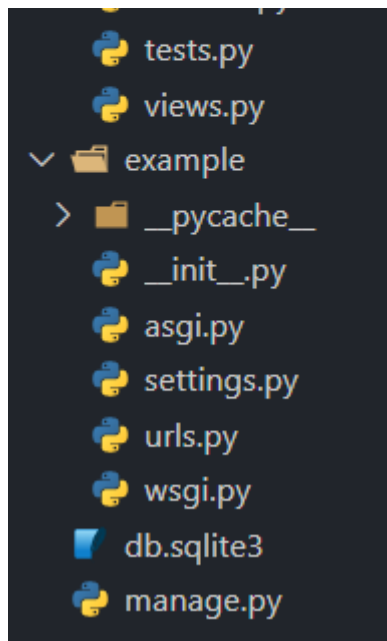 tests.py
views.py
example
__pycache__
__init__.py
asgi.py
settings.py
urls.py
wsgi.py
db.sqlite3
manage.py